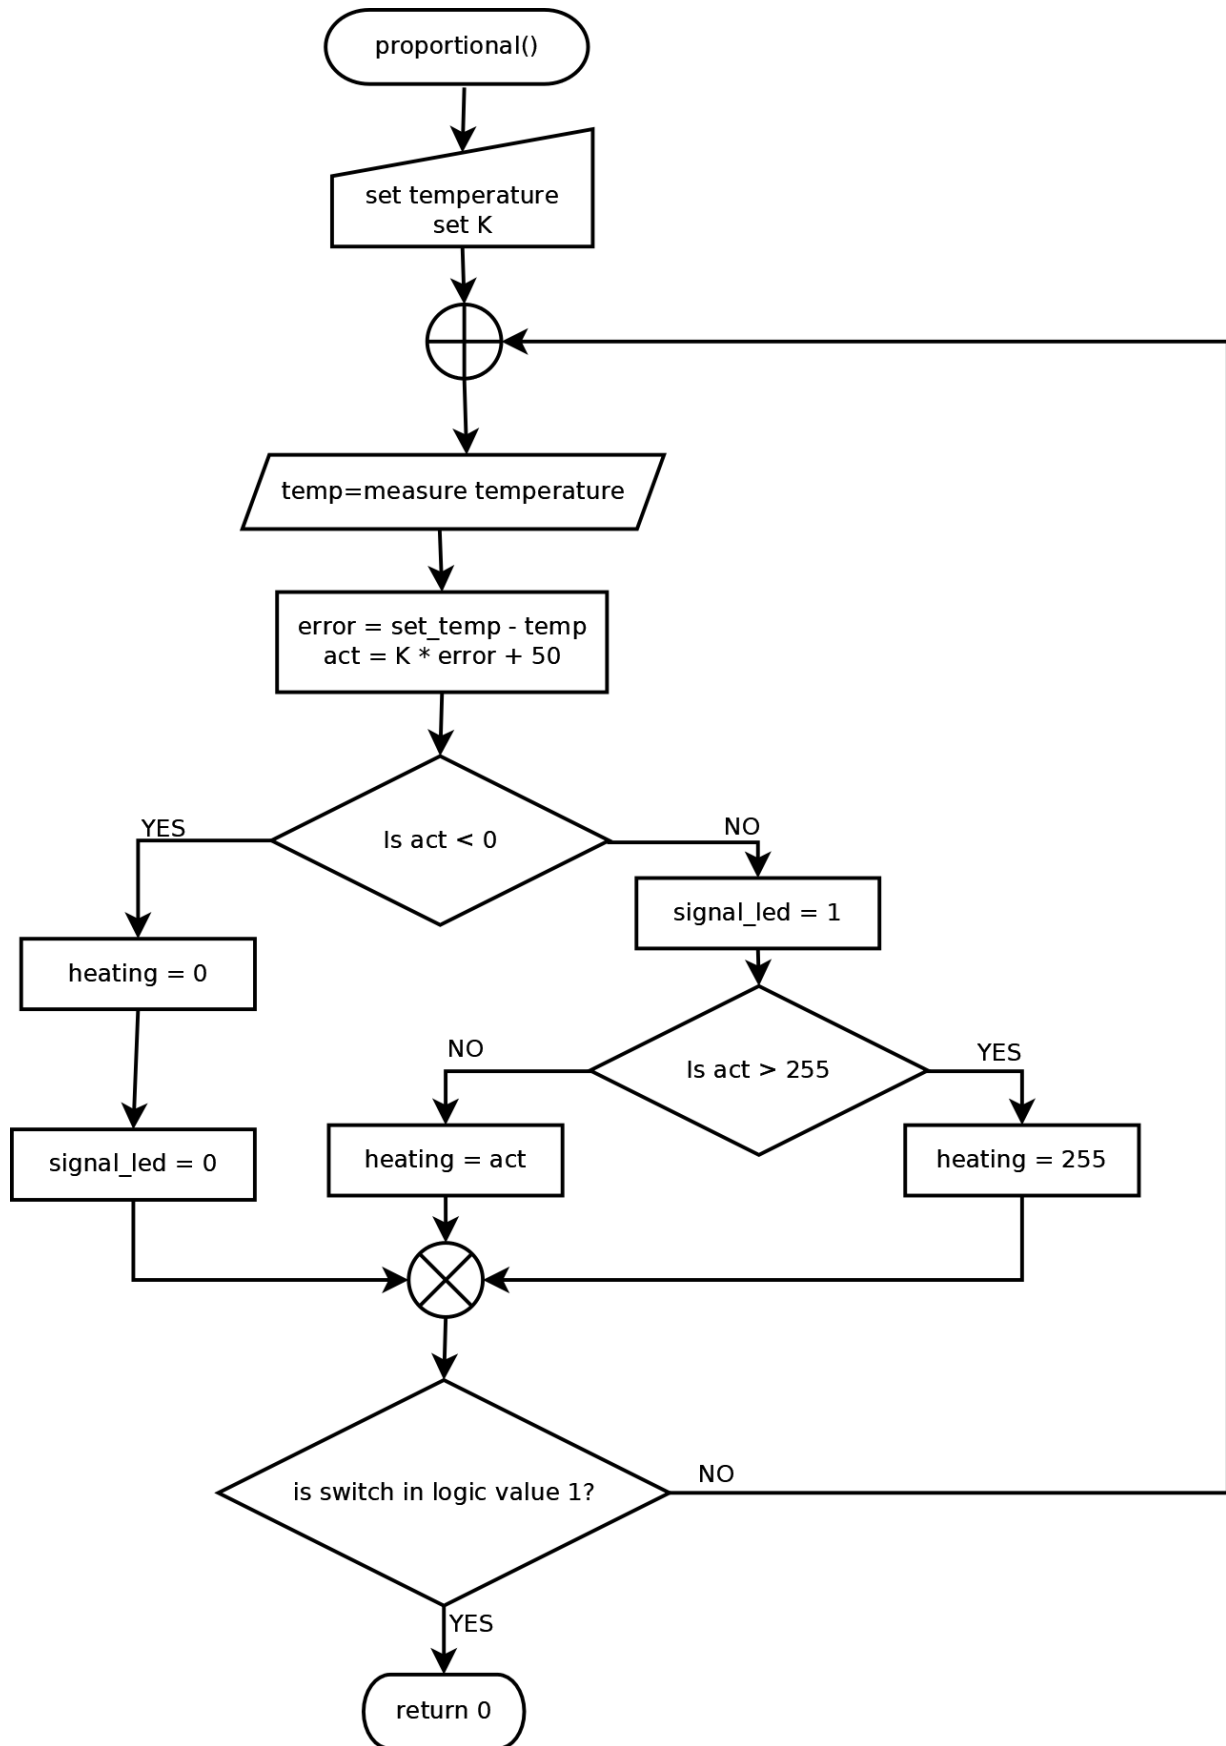 proportional()
set temperature
set K
temp=measure temperature
error = set_temp - temp
act = K * error + 50
Is act < 0
YES
NO
heating = 0
signal_led = 1
signal_led = 0
Is act > 255
NO
YES
heating = act
heating = 255
is switch in logic value 1?
NO
YES
return 0